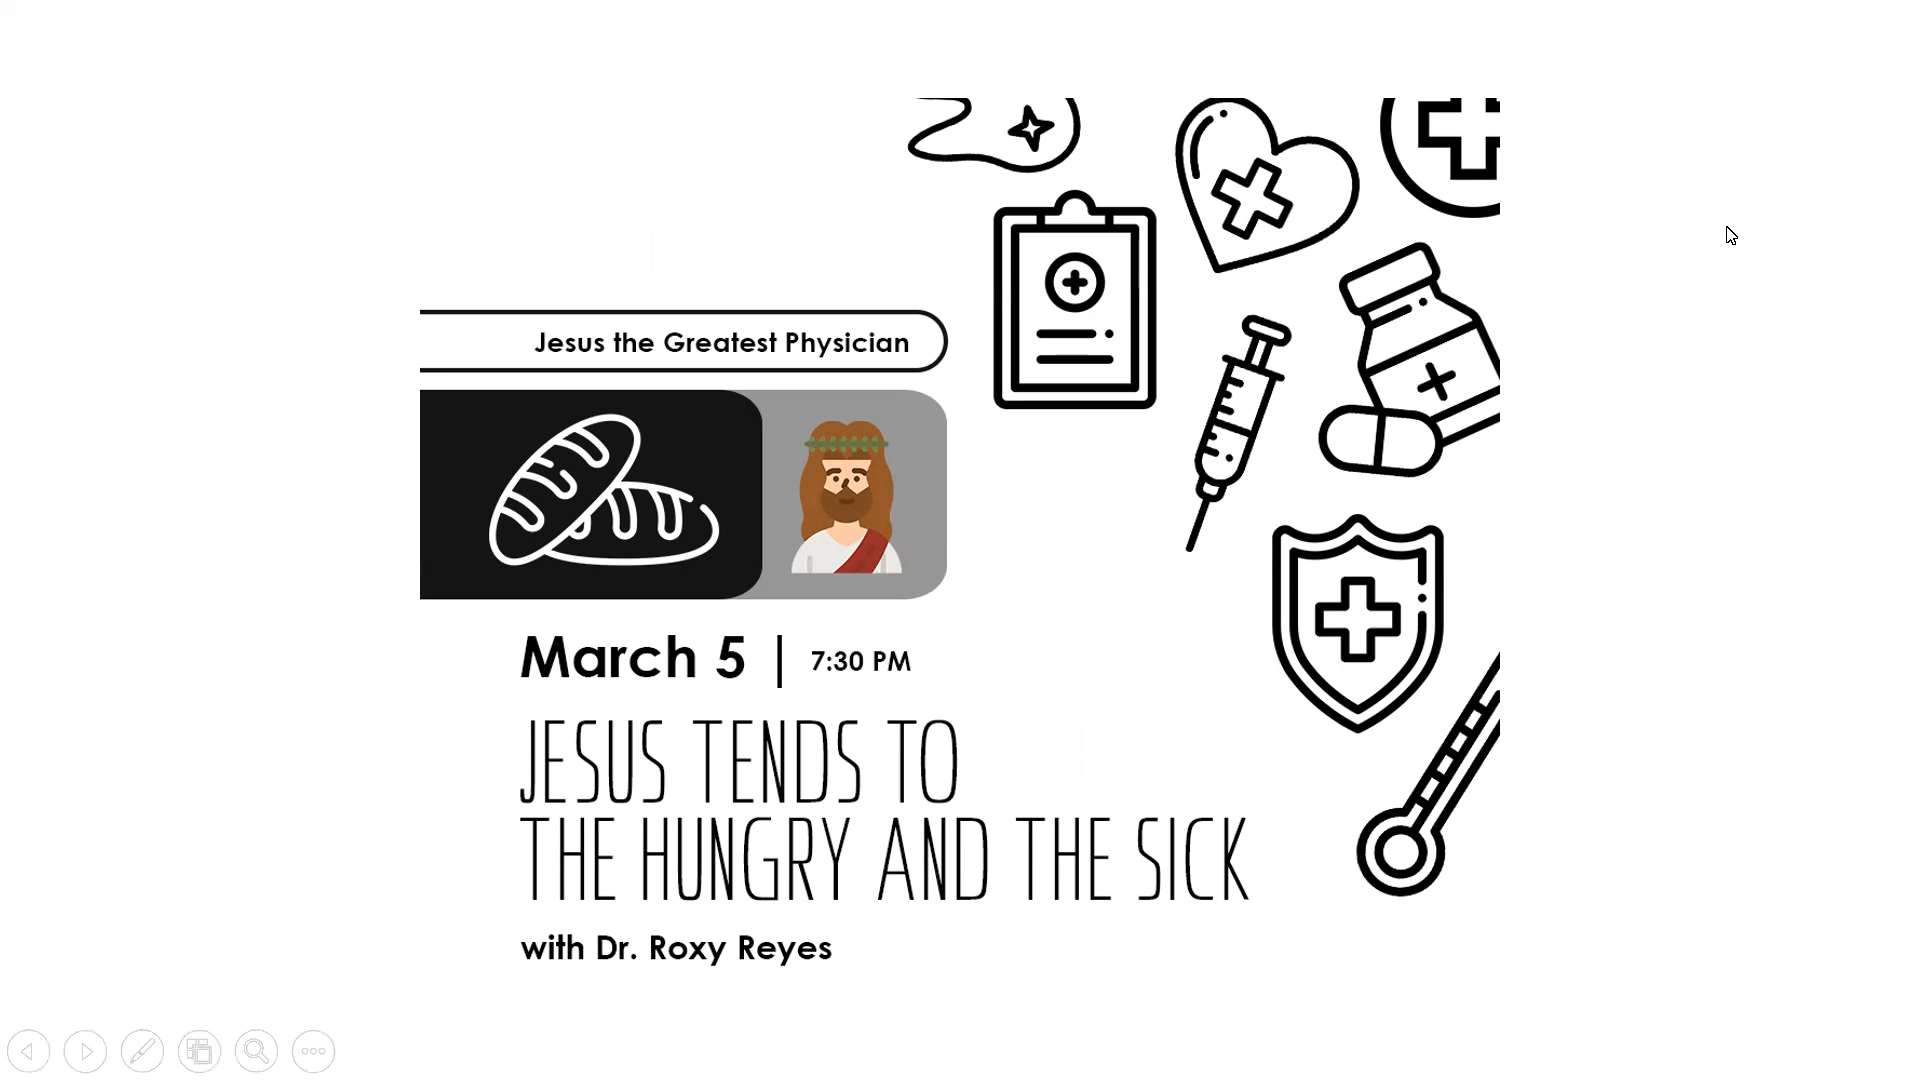 Jesus the Greatest Physician
March 5 | 7:30 PM
JESUS TENDS TO
THE HUNGRY AND THE SICK
with Dr. Roxy Reyes